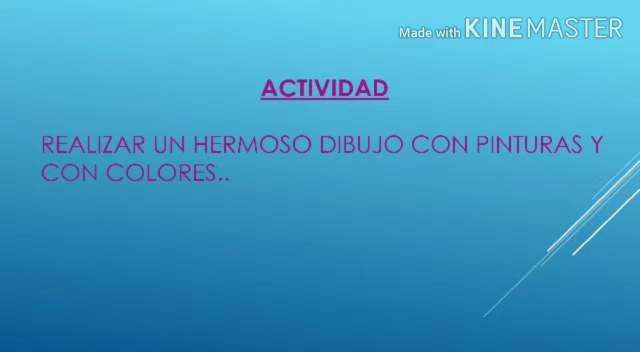 Made with KINEMASTER
ACTIVIDAD
REALIZAR UN HERMOSO DIBUJO CON PINTURAS Y
CON COLORES..